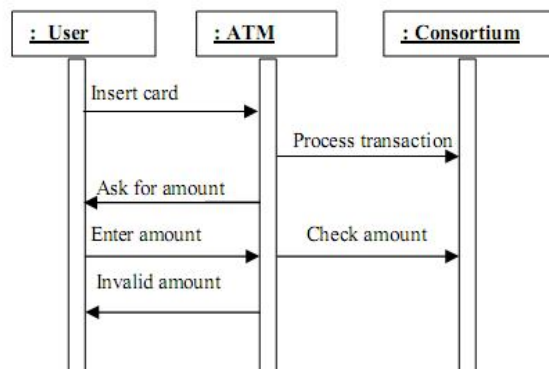 : User
: ATM
: Consortium
Insert card
Process transaction
Ask for amount
Enter amount
Check amount
Invalid amount